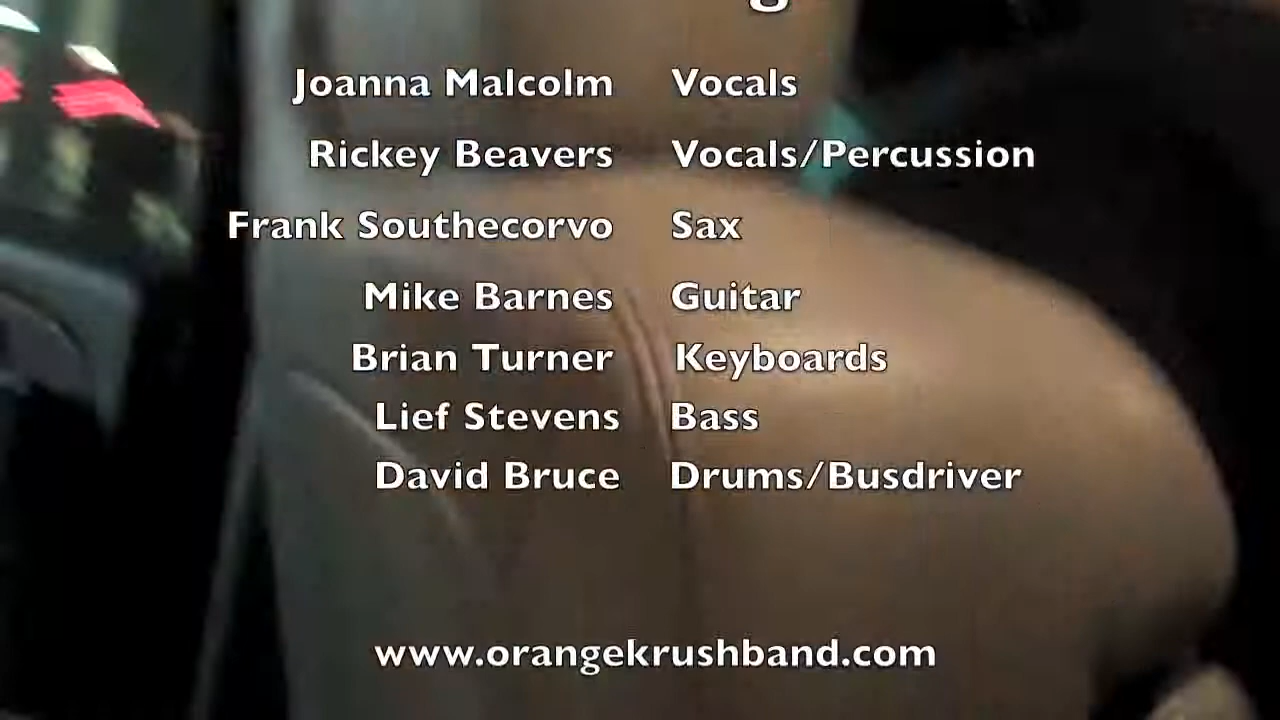 Joanna Malcolm Vocals
Rickey Beavers Vocals/Percussion
Frank Southecorvo Sax
Mike Barnes Guitar
Brian Turner Keyboards
Lief Stevens Bass
David Bruce Drums/Busdriver
www.orangekrushband.com